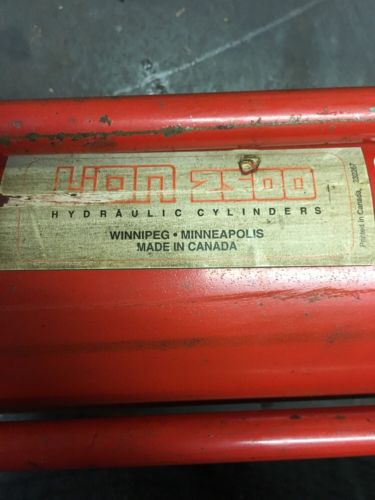 LION 2500
HYDRAULIC CYLINDERS
WINNIPEG • MINNEAPOLIS
MADE IN CANADA
Printed in Canada,